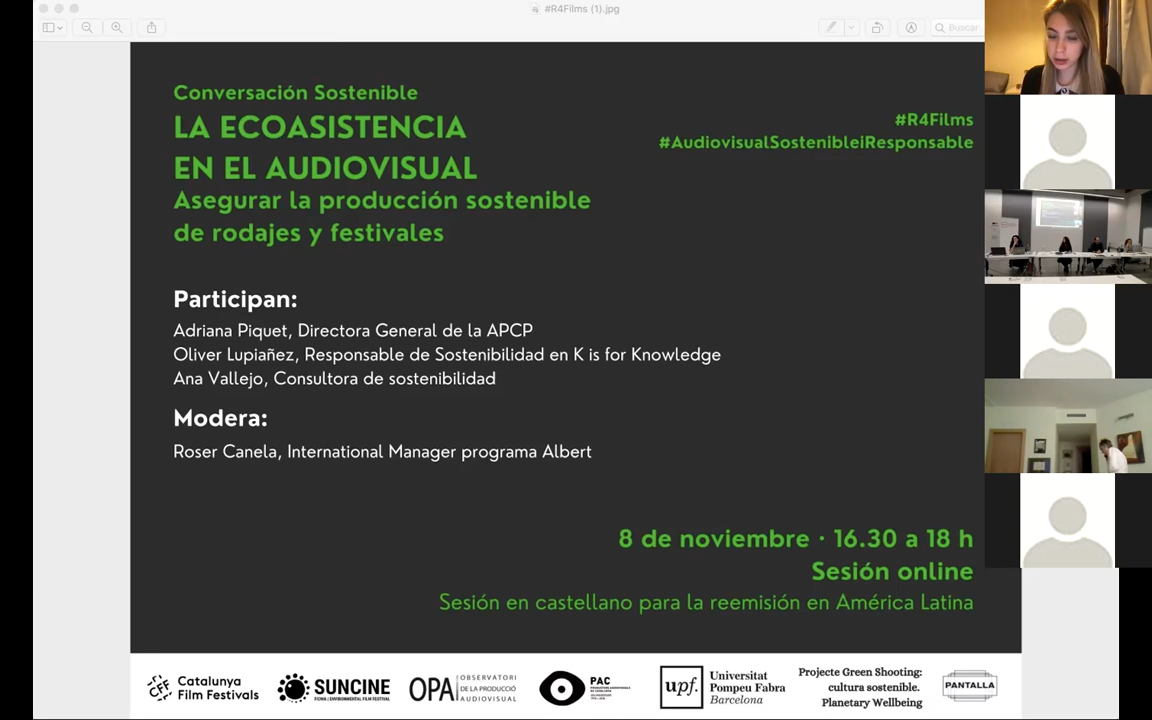 #R4Films (1).jpg
Buscar
Conversación Sostenible
LA ECOASISTENCIA
EN EL AUDIOVISUAL
Asegurar la producción sostenible
de rodajes y festivales
#R4Films
#AudiovisualSostenibleiResponsable
Participan:
Adriana Piquet, Directora General de la APCP
Oliver Lupiañez, Responsable de Sostenibilidad en K is for Knowledge
Ana Vallejo, Consultora de sostenibilidad
Modera:
Roser Canela, International Manager programa Albert
8 de noviembre · 16.30 a 18 h
Sesión online
Sesión en castellano para la reemisión en América Latina
CFF
Catalunya
Film Festivals
SUNCINE
OPA
OBSERVATORI
DE LA PRODUCCIÓ
AUDIOVISUAL
PAC
upf.
Universitat
Pompeu Fabra
Barcelona
Projecte Green Shooting:
cultura sostenible.
Planetary Wellbeing
PANTALLA